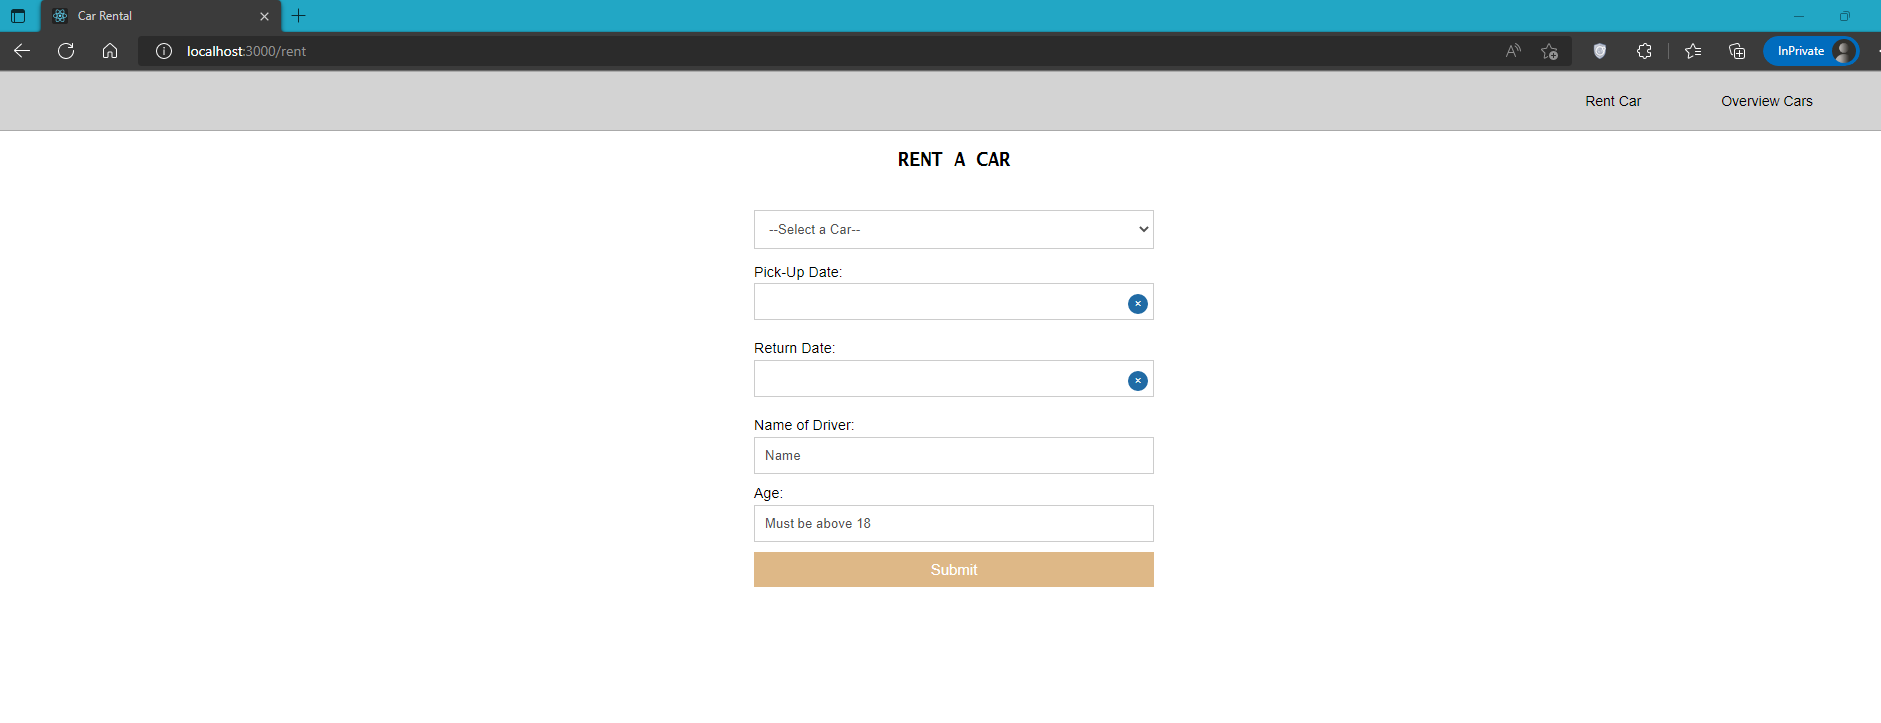 Car Rental
localhost:3000/rent
InPrivate
Rent Car
Overview Cars
RENT A CAR
--Select a Car--
Pick-Up Date:
Return Date:
Name of Driver:
Name
Age:
Must be above 18
Submit